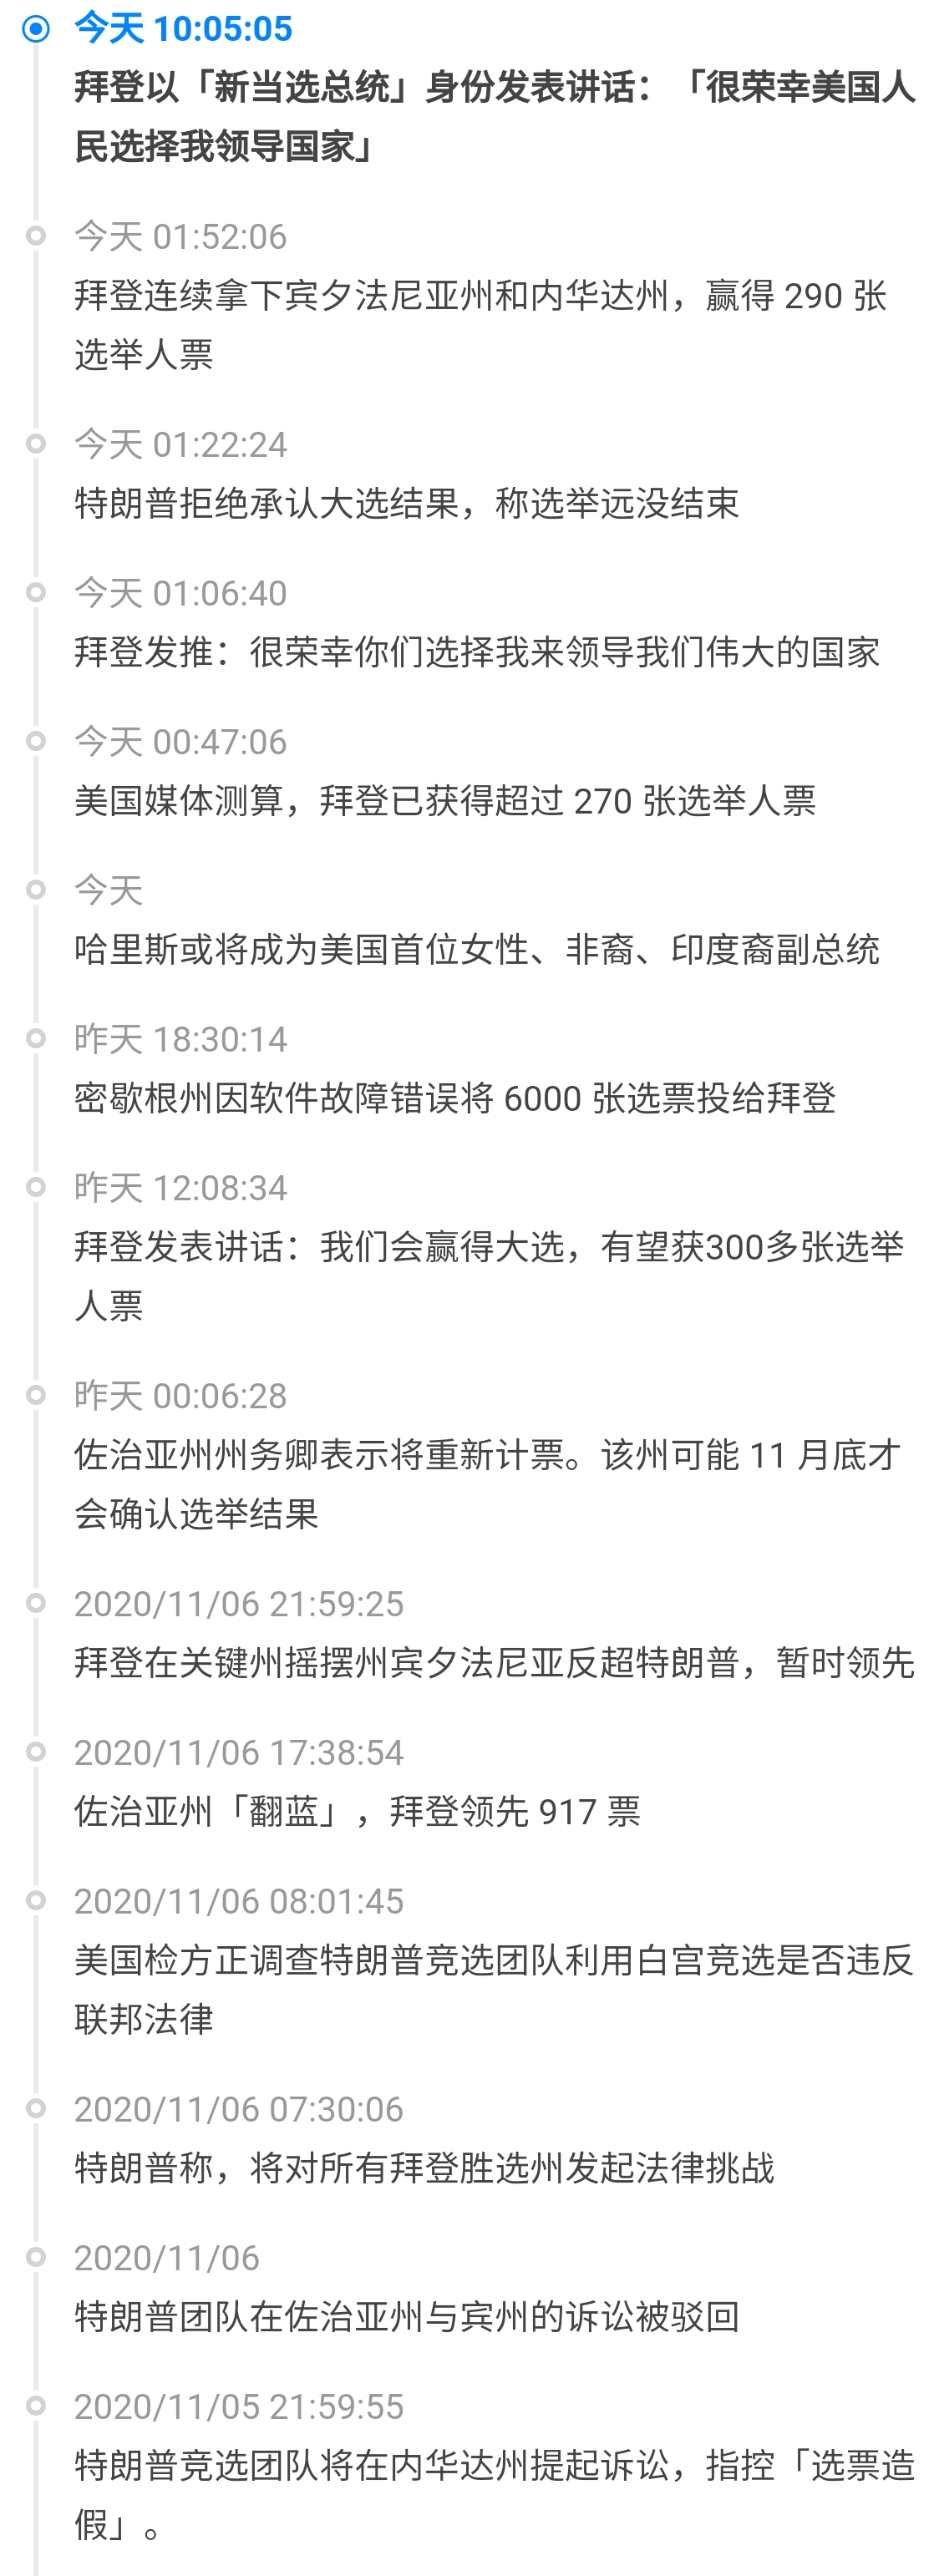 今天 10:05:05
拜登以「新当选总统」身份发表讲话：「很荣幸美国人
民选择我领导国家」
今天 01:52:06
拜登连续拿下宾夕法尼亚州和内华达州，赢得 290 张
选举人票
今天 01:22:24
特朗普拒绝承认大选结果，称选举远没结束
今天 01:06:40
拜登发推：很荣幸你们选择我来领导我们伟大的国家
今天 00:47:06
美国媒体测算，拜登已获得超过 270 张选举人票
今天
哈里斯或将成为美国首位女性、非裔、印度裔副总统
昨天 18:30:14
密歇根州因软件故障错误将 6000 张选票投给拜登
昨天 12:08:34
拜登发表讲话：我们会赢得大选，有望获300多张选举
人票
昨天 00:06:28
佐治亚州州务卿表示将重新计票。该州可能 11 月底才
会确认选举结果
2020/11/06 21:59:25
拜登在关键州摇摆州宾夕法尼亚反超特朗普，暂时领先
2020/11/06 17:38:54
佐治亚州「翻蓝」，拜登领先 917 票
2020/11/06 08:01:45
美国检方正调查特朗普竞选团队利用白宫竞选是否违反
联邦法律
2020/11/06 07:30:06
特朗普称，将对所有拜登胜选州发起法律挑战
2020/11/06
特朗普团队在佐治亚州与宾州的诉讼被驳回
2020/11/05 21:59:55
特朗普竞选团队将在内华达州提起诉讼，指控「选票造
假」。